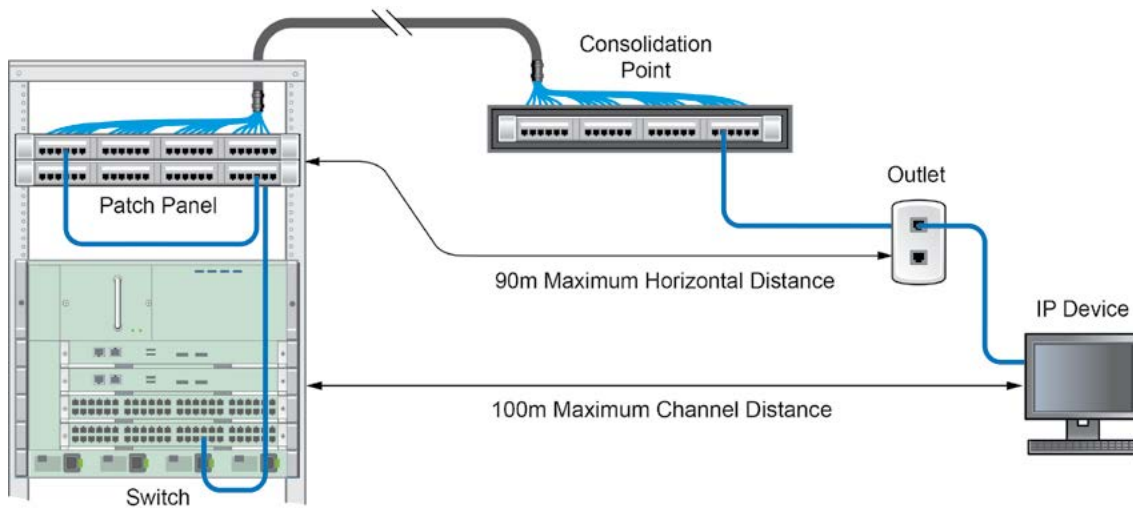 Consolidation
Point
Outlet
Patch Panel
90m Maximum Horizontal Distance
IP Device
100m Maximum Channel Distance
Switch